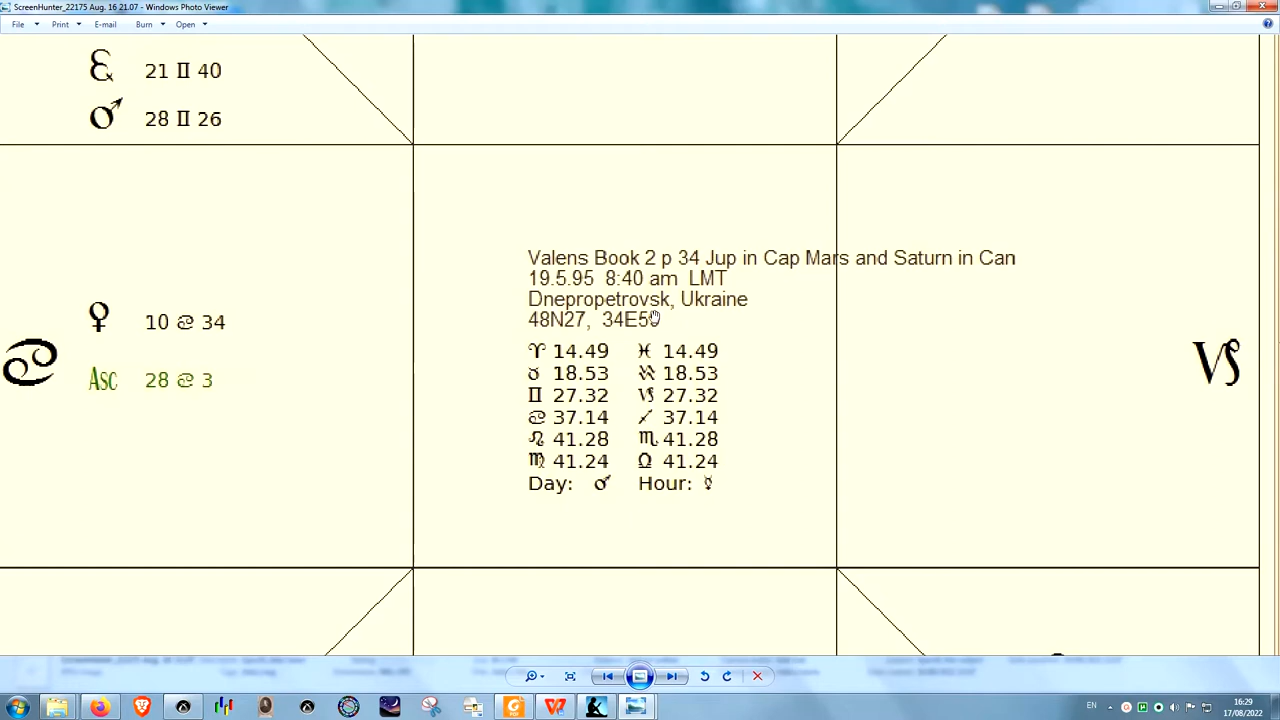 ScreenHunter_22175 Aug. 16 21.07 - Windows Photo Viewer
File Print E-mail Burn Open
21 ♊ 40
♂ 28 ♊ 26
Valens Book 2 p 34 Jup in Cap Mars and Saturn in Can
19.5.95 8:40 am LMT
Dnepropetrovsk, Ukraine
48N27, 34E59
♀ 10 ♋ 34
♋ Asc 28 ♋ 3
♑
♈ 14.49 ♓ 14.49
♉ 18.53 ♒ 18.53
♊ 27.32 ♑ 27.32
♋ 37.14 ♐ 37.14
♌ 41.28 ♏ 41.28
♍ 41.24 ♎ 41.24
Day: ♂ Hour: ☿
EN
16:29
17/08/2022